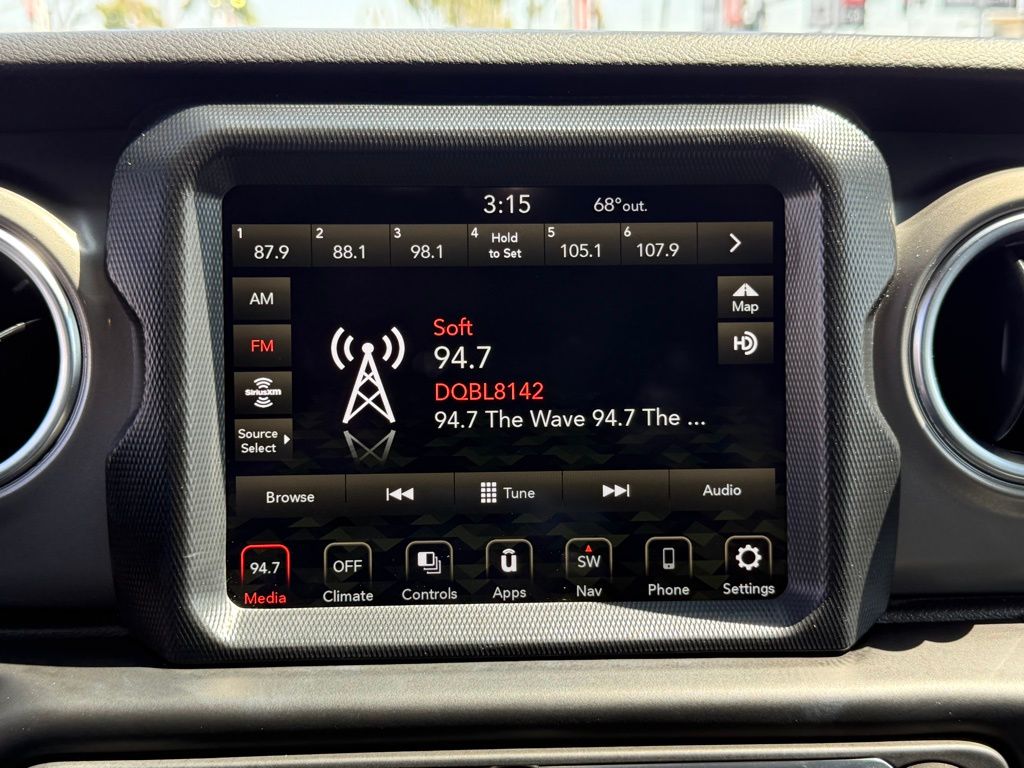 3:15 68°out.
1 87.9 2 88.1 3 98.1 4 Hold to Set 5 105.1 6 107.9
AM
FM
SiriusXM
Source Select
Soft
94.7
DQBL8142
94.7 The Wave 94.7 The ...
Map
HD
Browse Tune Audio
94.7 OFF û SW
Media Climate Controls Apps Nav Phone Settings